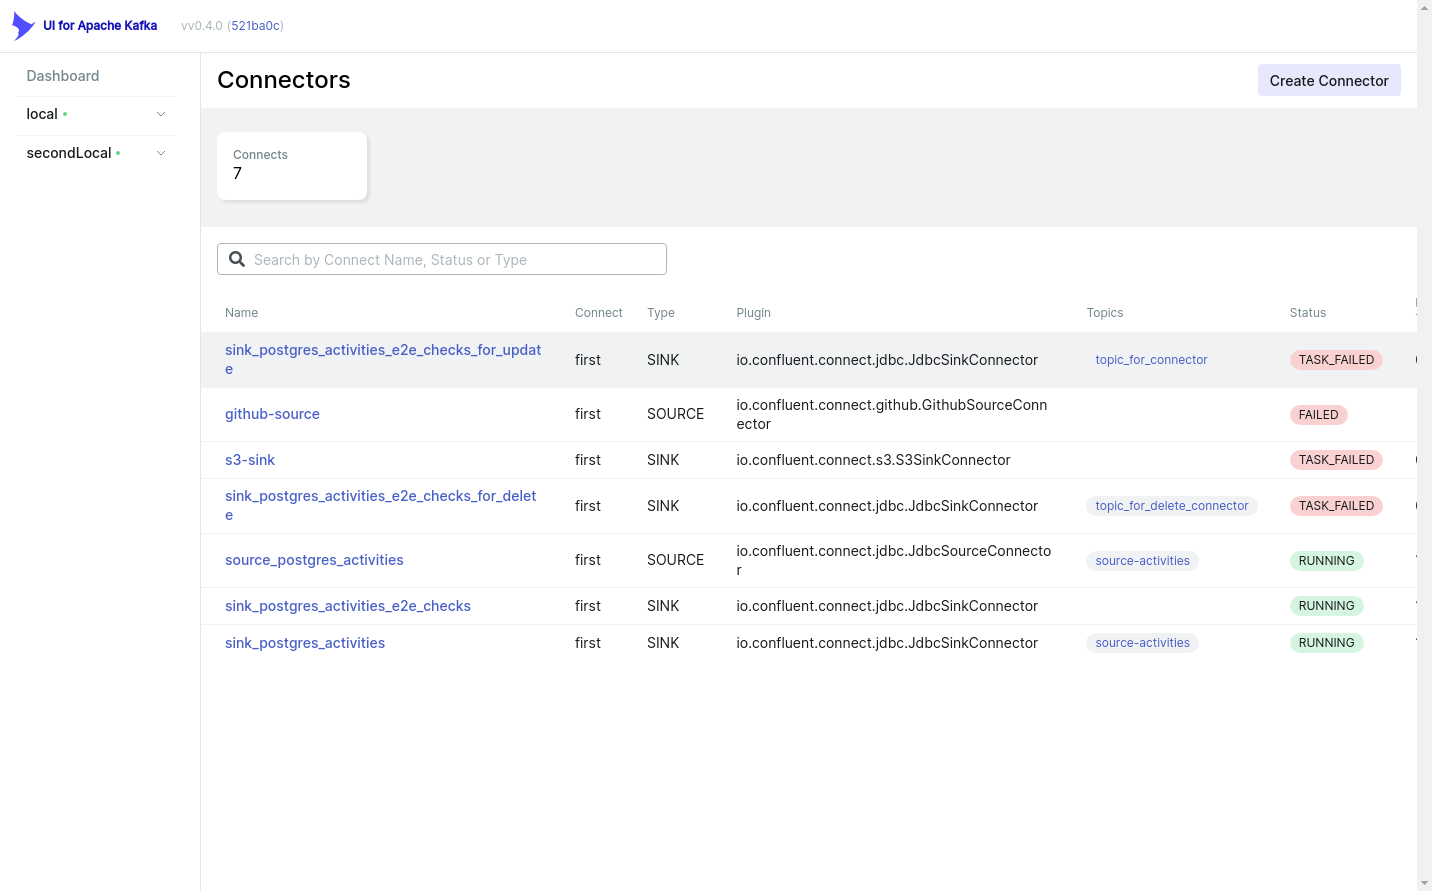 UI for Apache Kafka vv0.4.0 (521ba0c)
Dashboard
local
secondLocal
Connectors
Create Connector
Connects
7
Search by Connect Name, Status or Type
Name Connect Type Plugin Topics Status
sink_postgres_activities_e2e_checks_for_updat
e
first SINK io.confluent.connect.jdbc.JdbcSinkConnector topic_for_connector TASK_FAILED
github-source first SOURCE io.confluent.connect.github.GithubSourceConn
ector
FAILED
s3-sink first SINK io.confluent.connect.s3.S3SinkConnector TASK_FAILED
sink_postgres_activities_e2e_checks_for_delet
e
first SINK io.confluent.connect.jdbc.JdbcSinkConnector topic_for_delete_connector TASK_FAILED
source_postgres_activities first SOURCE io.confluent.connect.jdbc.JdbcSourceConnecto
r
source-activities RUNNING
sink_postgres_activities_e2e_checks first SINK io.confluent.connect.jdbc.JdbcSinkConnector RUNNING
sink_postgres_activities first SINK io.confluent.connect.jdbc.JdbcSinkConnector source-activities RUNNING